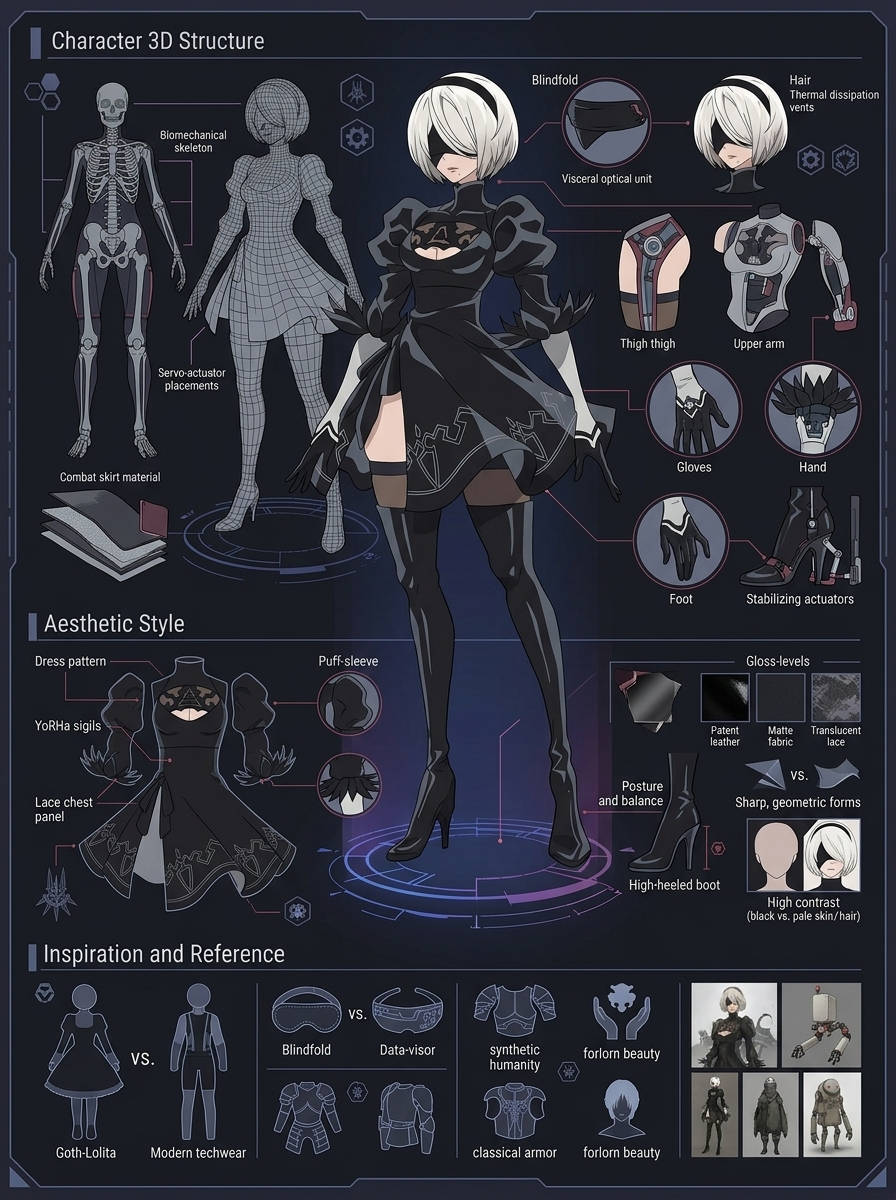 Character 3D Structure
Biomechanical
skeleton
Servo-actustor
placements
Combat skirt material
Blindfold
Visceral optical unit
Hair
Thermal dissipation
vents
Thigh thigh
Upper arm
Gloves
Hand
Foot
Stabilizing actuators
Aesthetic Style
Dress pattern
YoRHa sigils
Lace chest
panel
Puff-sleeve
Gloss-levels
Patent
leather
Matte
fabric
Translucent
lace
VS.
Sharp, geometric forms
Posture
and balance
High-heeled boot
High contrast
(black vs. pale skin/hair)
Inspiration and Reference
Goth-Lolita
VS.
Modern techwear
Blindfold
vs.
Data-visor
synthetic
humanity
forlorn beauty
classical armor
forlorn beauty